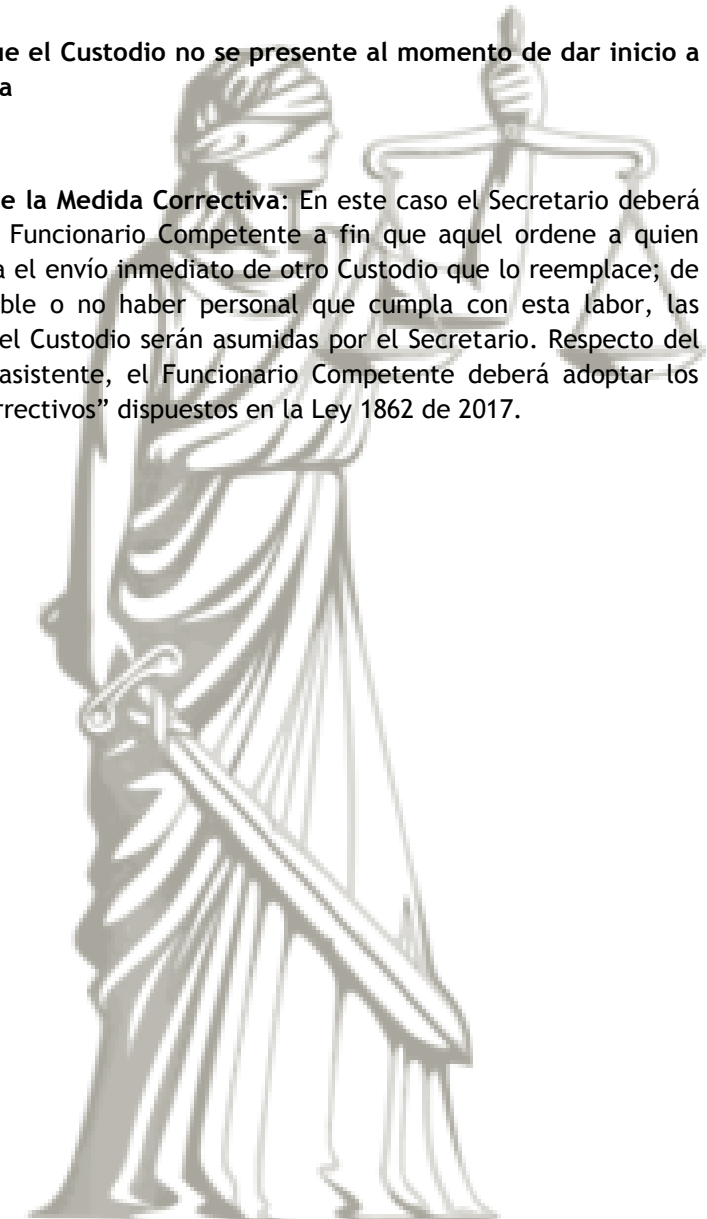 ue el Custodio no se presente al momento de dar inicio a
a
e la Medida Correctiva: En este caso el Secretario deberá
Funcionario Competente a fin que aquel ordene a quien
a el envío inmediato de otro Custodio que lo reemplace; de
ble o no haber personal que cumpla con esta labor, las
el Custodio serán asumidas por el Secretario. Respecto del
asistente, el Funcionario Competente deberá adoptar los
rrectivos” dispuestos en la Ley 1862 de 2017.